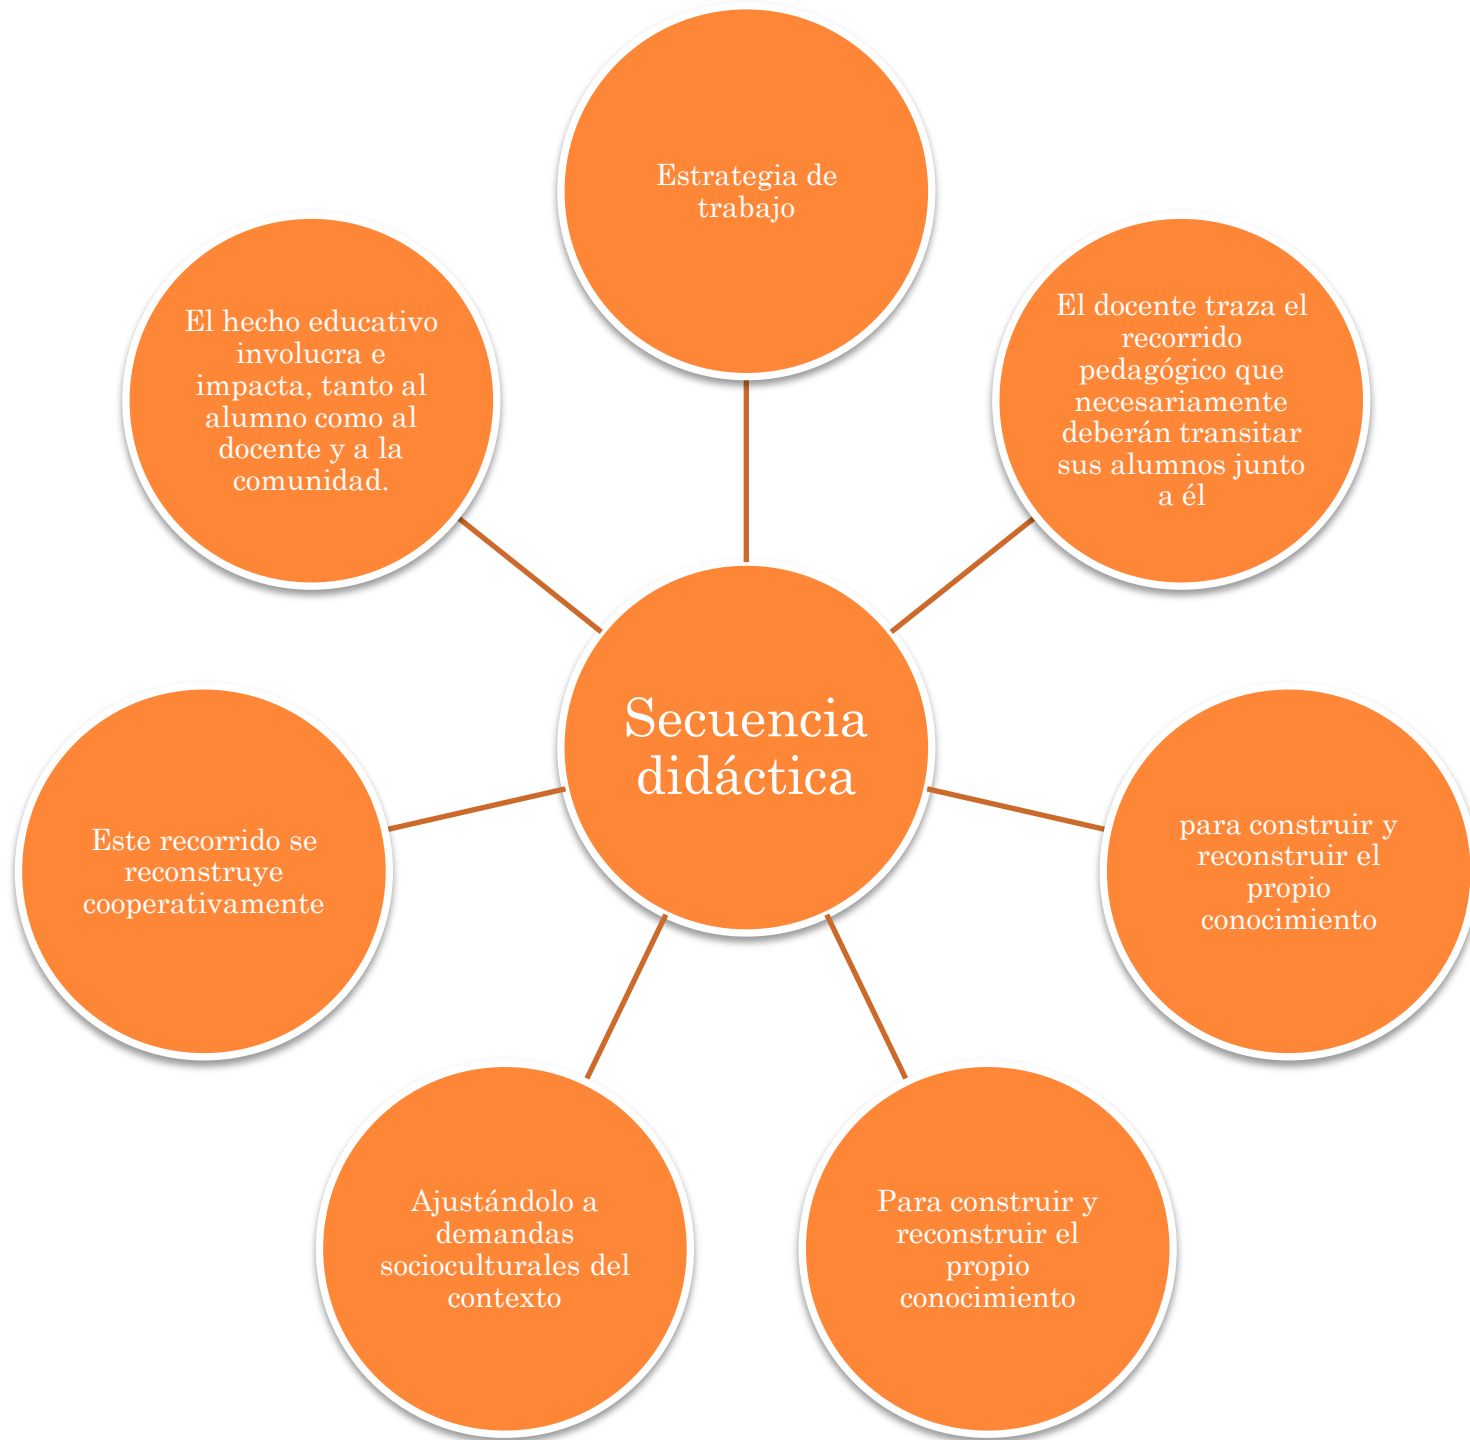 Estrategia de
trabajo
El docente traza el
recorrido
pedagógico que
necesariamente
deberán transitar
sus alumnos junto
a él
para construir y
reconstruir el
propio
conocimiento
Para construir y
reconstruir el
propio
conocimiento
Ajustándolo a
demandas
socioculturales del
contexto
Este recorrido se
reconstruye
cooperativamente
El hecho educativo
involucra e
impacta, tanto al
alumno como al
docente y a la
comunidad.
Secuencia
didáctica